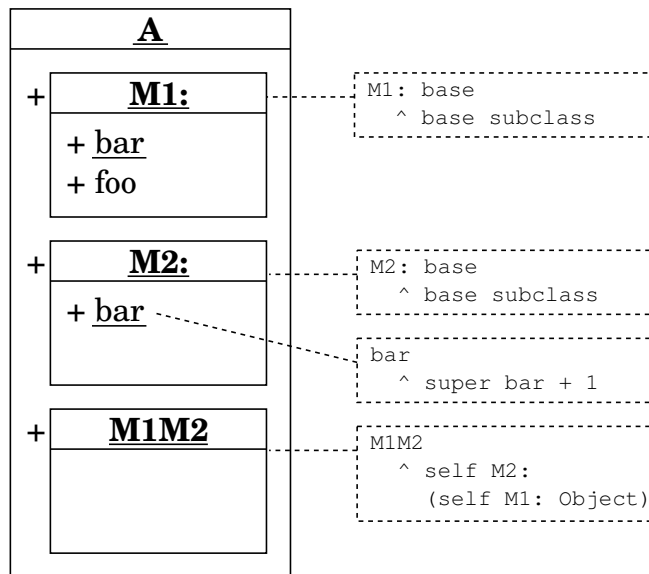 A
+ M1:
+ bar
+ foo
M1: base
^ base subclass
+ M2:
+ bar
M2: base
^ base subclass
bar
^ super bar + 1
+ M1M2
M1M2
^ self M2:
(self M1: Object)